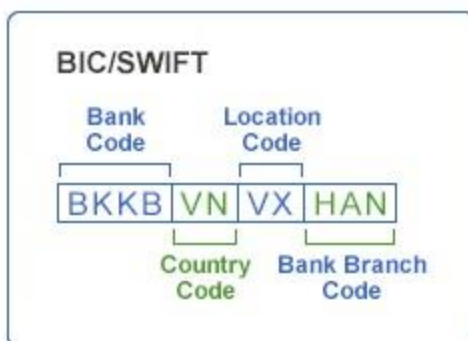 BIC/SWIFT
Bank Location
Code Code
BKKB VN VX HAN
Country Bank Branch
Code Code